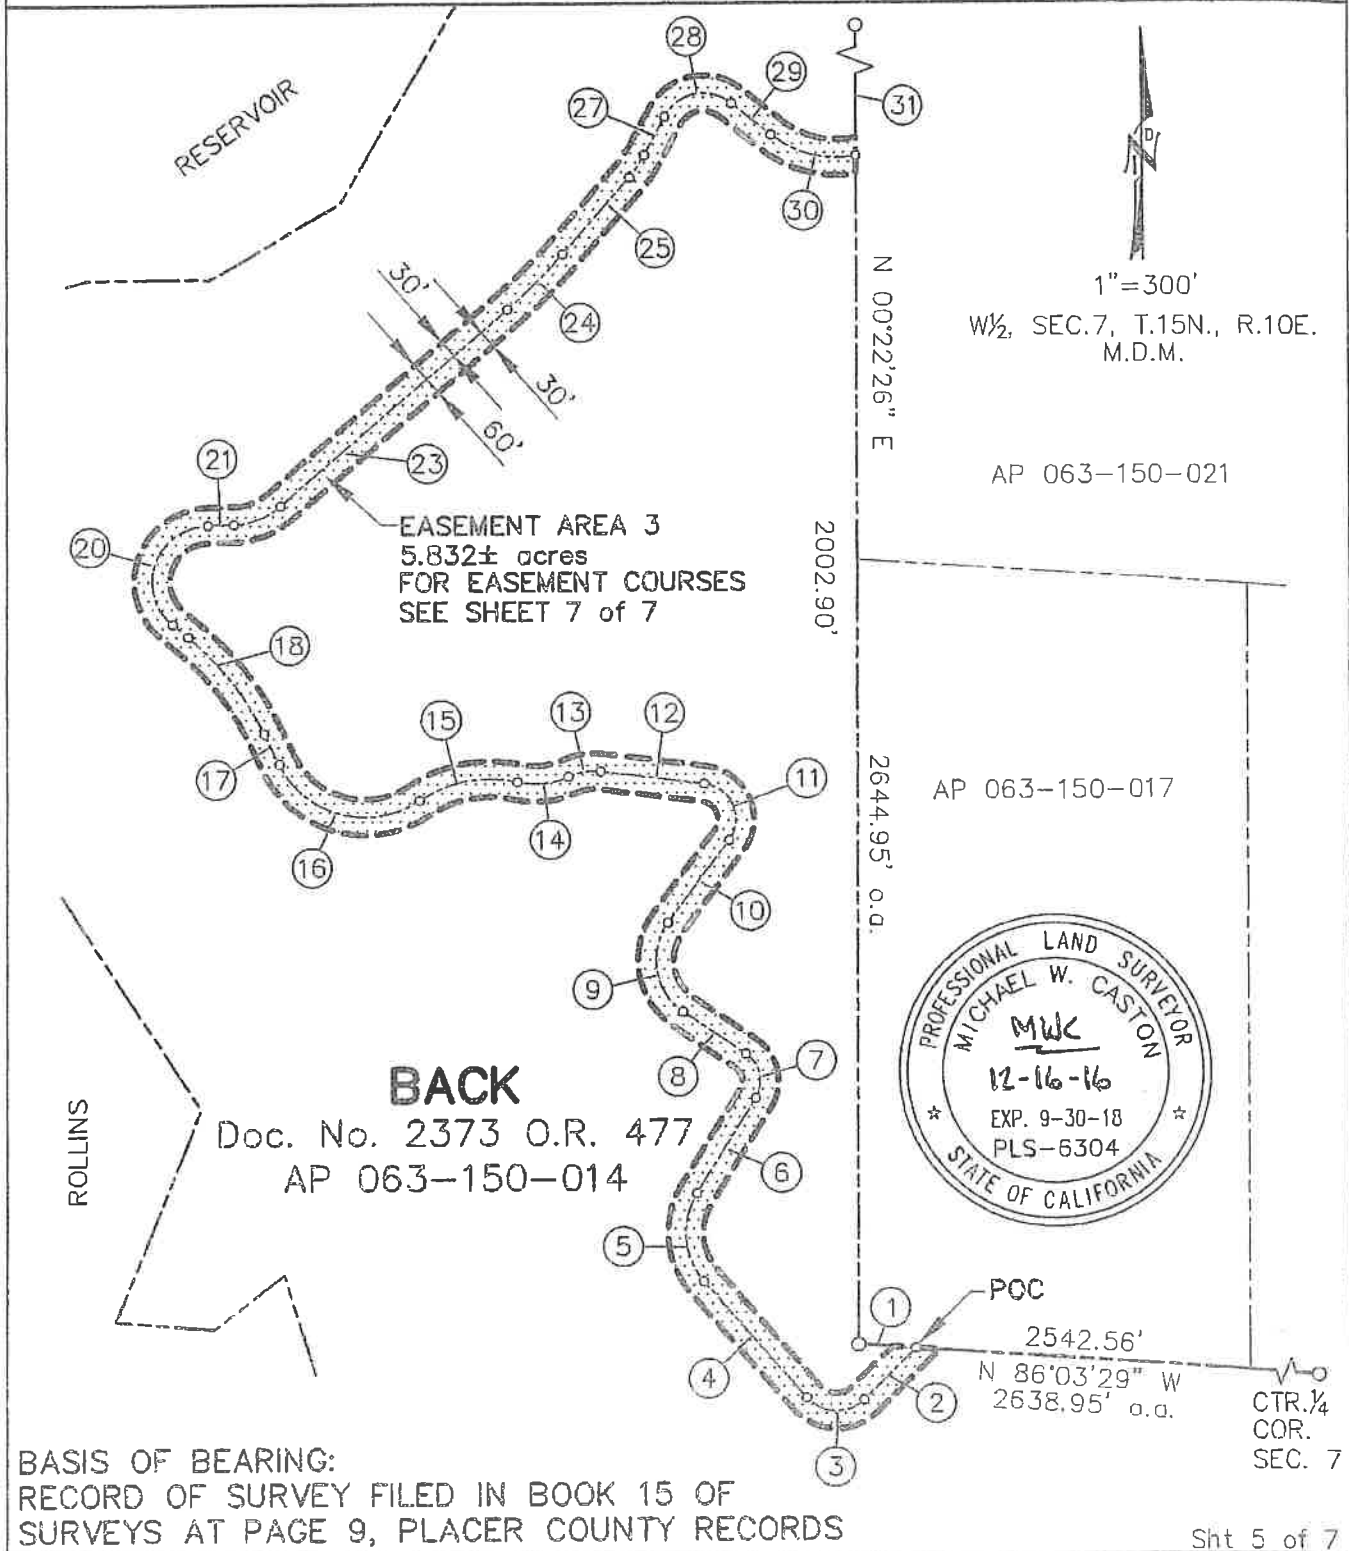 28
29
27
31
RESERVOIR
30
25
30'
24
30'
60'
23
N 00°22'26" E
1"=300'
W½, SEC.7, T.15N., R.10E.
M.D.M.
AP 063-150-021
21
20
EASEMENT AREA 3
5.832± acres
FOR EASEMENT COURSES
SEE SHEET 7 of 7
2002.90'
18
15
13
12
17
11
14
16
2644.95' o.a.
AP 063-150-017
10
9
8
7
PROFESSIONAL LAND SURVEYOR
MICHAEL W. CASTON
MWC
12-16-16
EXP. 9-30-18
PLS-6304
STATE OF CALIFORNIA
ROLLINS
BACK
Doc. No. 2373 O.R. 477
AP 063-150-014
6
5
4
1
POC
2542.56'
N 86°03'29" W
2638.95' o.a.
2
3
CTR.¼
COR.
SEC. 7
BASIS OF BEARING:
RECORD OF SURVEY FILED IN BOOK 15 OF
SURVEYS AT PAGE 9, PLACER COUNTY RECORDS
Sht 5 of 7